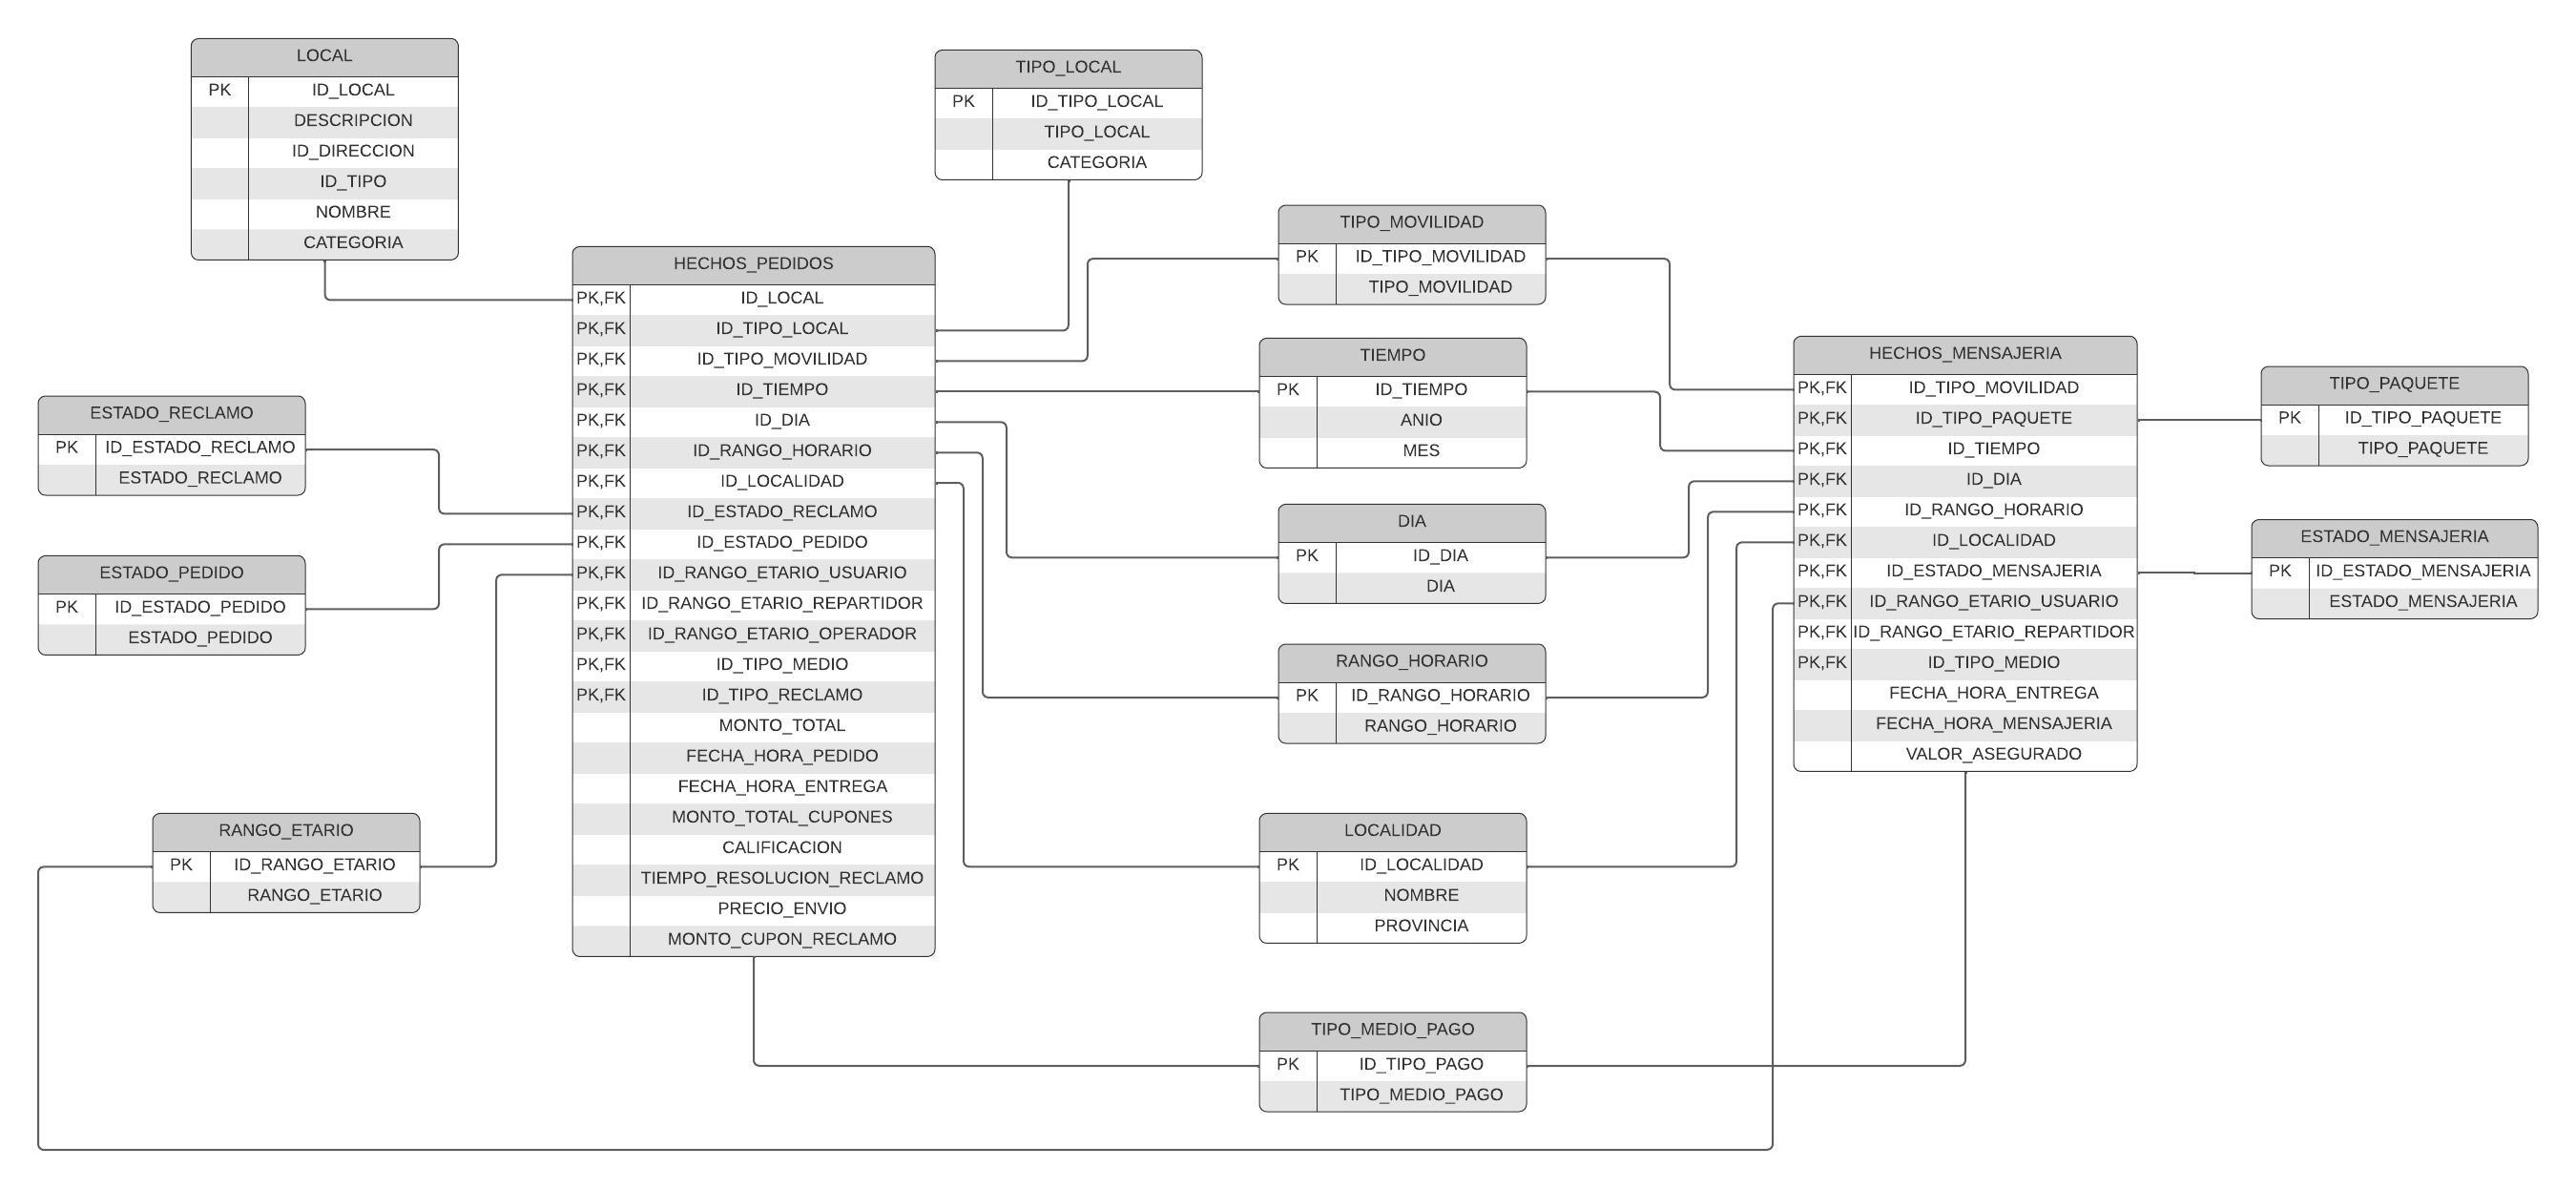 LOCAL
PK ID_LOCAL
DESCRIPCION
ID_DIRECCION
ID_TIPO
NOMBRE
CATEGORIA
TIPO_LOCAL
PK ID_TIPO_LOCAL
TIPO_LOCAL
CATEGORIA
TIPO_MOVILIDAD
PK ID_TIPO_MOVILIDAD
TIPO_MOVILIDAD
HECHOS_PEDIDOS
PK,FK ID_LOCAL
PK,FK ID_TIPO_LOCAL
PK,FK ID_TIPO_MOVILIDAD
PK,FK ID_TIEMPO
PK,FK ID_DIA
PK,FK ID_RANGO_HORARIO
PK,FK ID_LOCALIDAD
PK,FK ID_ESTADO_RECLAMO
PK,FK ID_ESTADO_PEDIDO
PK,FK ID_RANGO_ETARIO_USUARIO
PK,FK ID_RANGO_ETARIO_REPARTIDOR
PK,FK ID_RANGO_ETARIO_OPERADOR
PK,FK ID_TIPO_MEDIO
PK,FK ID_TIPO_RECLAMO
MONTO_TOTAL
FECHA_HORA_PEDIDO
FECHA_HORA_ENTREGA
MONTO_TOTAL_CUPONES
CALIFICACION
TIEMPO_RESOLUCION_RECLAMO
PRECIO_ENVIO
MONTO_CUPON_RECLAMO
TIEMPO
PK ID_TIEMPO
ANIO
MES
HECHOS_MENSAJERIA
PK,FK ID_TIPO_MOVILIDAD
PK,FK ID_TIPO_PAQUETE
PK,FK ID_TIEMPO
PK,FK ID_DIA
PK,FK ID_RANGO_HORARIO
PK,FK ID_LOCALIDAD
PK,FK ID_ESTADO_MENSAJERIA
PK,FK ID_RANGO_ETARIO_USUARIO
PK,FK ID_RANGO_ETARIO_REPARTIDOR
PK,FK ID_TIPO_MEDIO
FECHA_HORA_ENTREGA
FECHA_HORA_MENSAJERIA
VALOR_ASEGURADO
TIPO_PAQUETE
PK ID_TIPO_PAQUETE
TIPO_PAQUETE
ESTADO_RECLAMO
PK ID_ESTADO_RECLAMO
ESTADO_RECLAMO
DIA
PK ID_DIA
DIA
ESTADO_MENSAJERIA
PK ID_ESTADO_MENSAJERIA
ESTADO_MENSAJERIA
ESTADO_PEDIDO
PK ID_ESTADO_PEDIDO
ESTADO_PEDIDO
RANGO_HORARIO
PK ID_RANGO_HORARIO
RANGO_HORARIO
RANGO_ETARIO
PK ID_RANGO_ETARIO
RANGO_ETARIO
LOCALIDAD
PK ID_LOCALIDAD
NOMBRE
PROVINCIA
TIPO_MEDIO_PAGO
PK ID_TIPO_PAGO
TIPO_MEDIO_PAGO